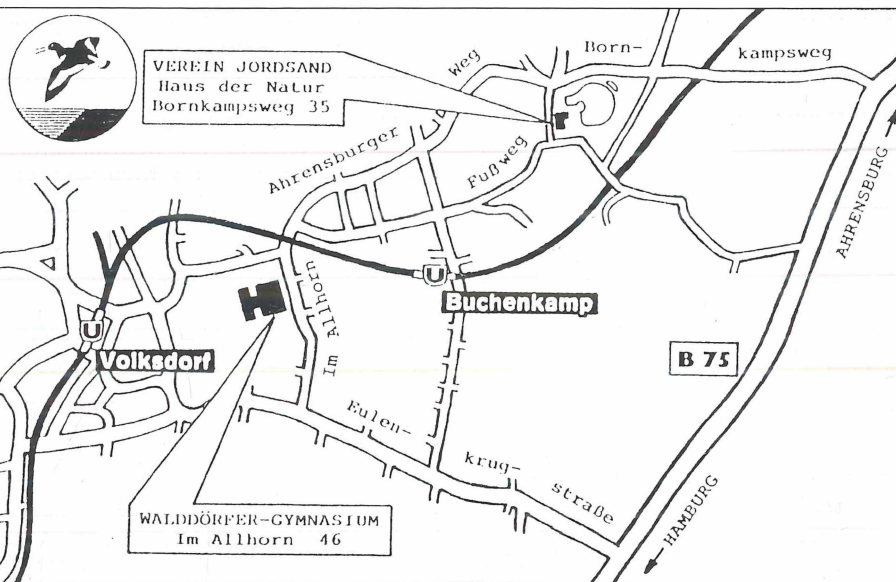 VEREIN JORDSAND
Haus der Natur
Bornkampsweg 35
Weg
Born-
kampsweg
Ahrensburger
Fußweg
AHRENSBURG
U
Buchenkamp
Im Allhorn
U
Volksdorf
B 75
Eulen-
krug-
straße
WALDDÖRFER-GYMNASIUM
Im Allhorn 46
HAMBURG